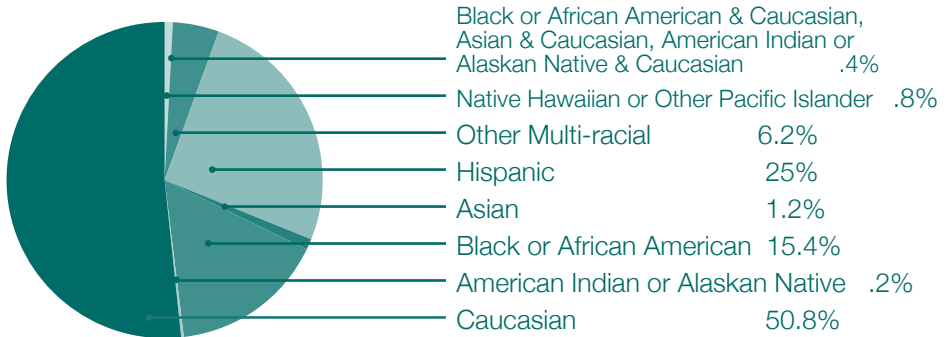 Black or African American & Caucasian,
Asian & Caucasian, American Indian or
Alaskan Native & Caucasian .4%
Native Hawaiian or Other Pacific Islander .8%
Other Multi-racial 6.2%
Hispanic 25%
Asian 1.2%
Black or African American 15.4%
American Indian or Alaskan Native .2%
Caucasian 50.8%